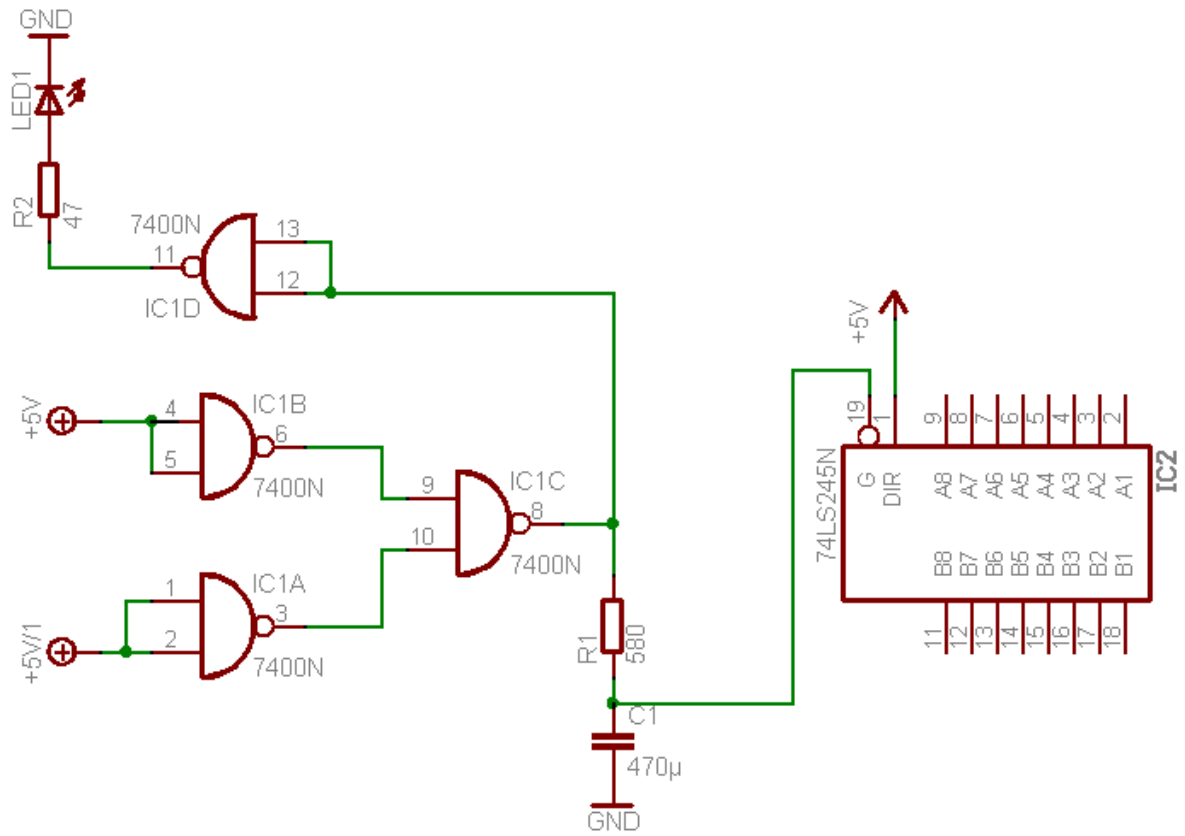 GND
LED1
R2
47
7400N
11
13
12
IC1D
+5V
4
5
IC1B
6
7400N
9
10
IC1C
8
7400N
+5V/1
1
2
IC1A
3
7400N
R1
580
C1
470µ
GND
+5V
19
1
9
8
7
6
5
4
3
2
74LS245N
G
DIR
A8
A7
A6
A5
A4
A3
A2
A1
IC2
B8
B7
B6
B5
B4
B3
B2
B1
11
12
13
14
15
16
17
18